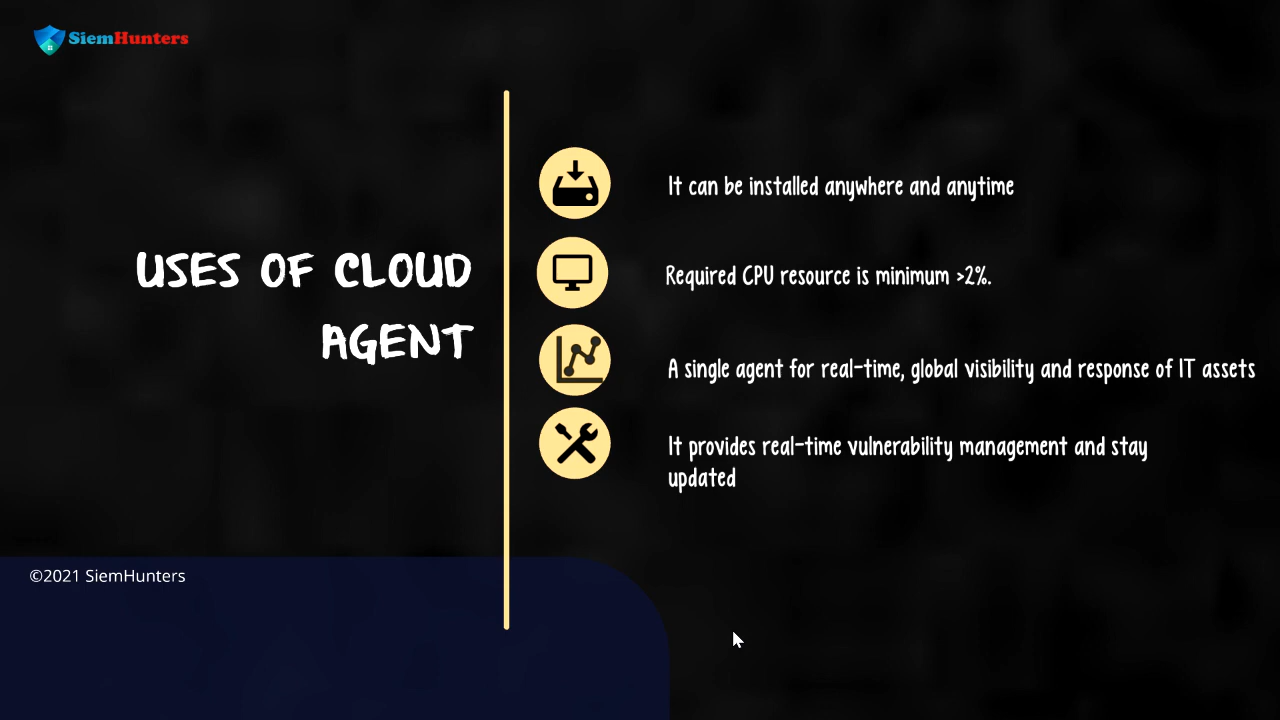 SiemHunters
USES OF CLOUD
AGENT
It can be installed anywhere and anytime
Required CPU resource is minimum >2%.
A single agent for real-time, global visibility and response of IT assets
It provides real-time vulnerability management and stay
updated
©2021 SiemHunters